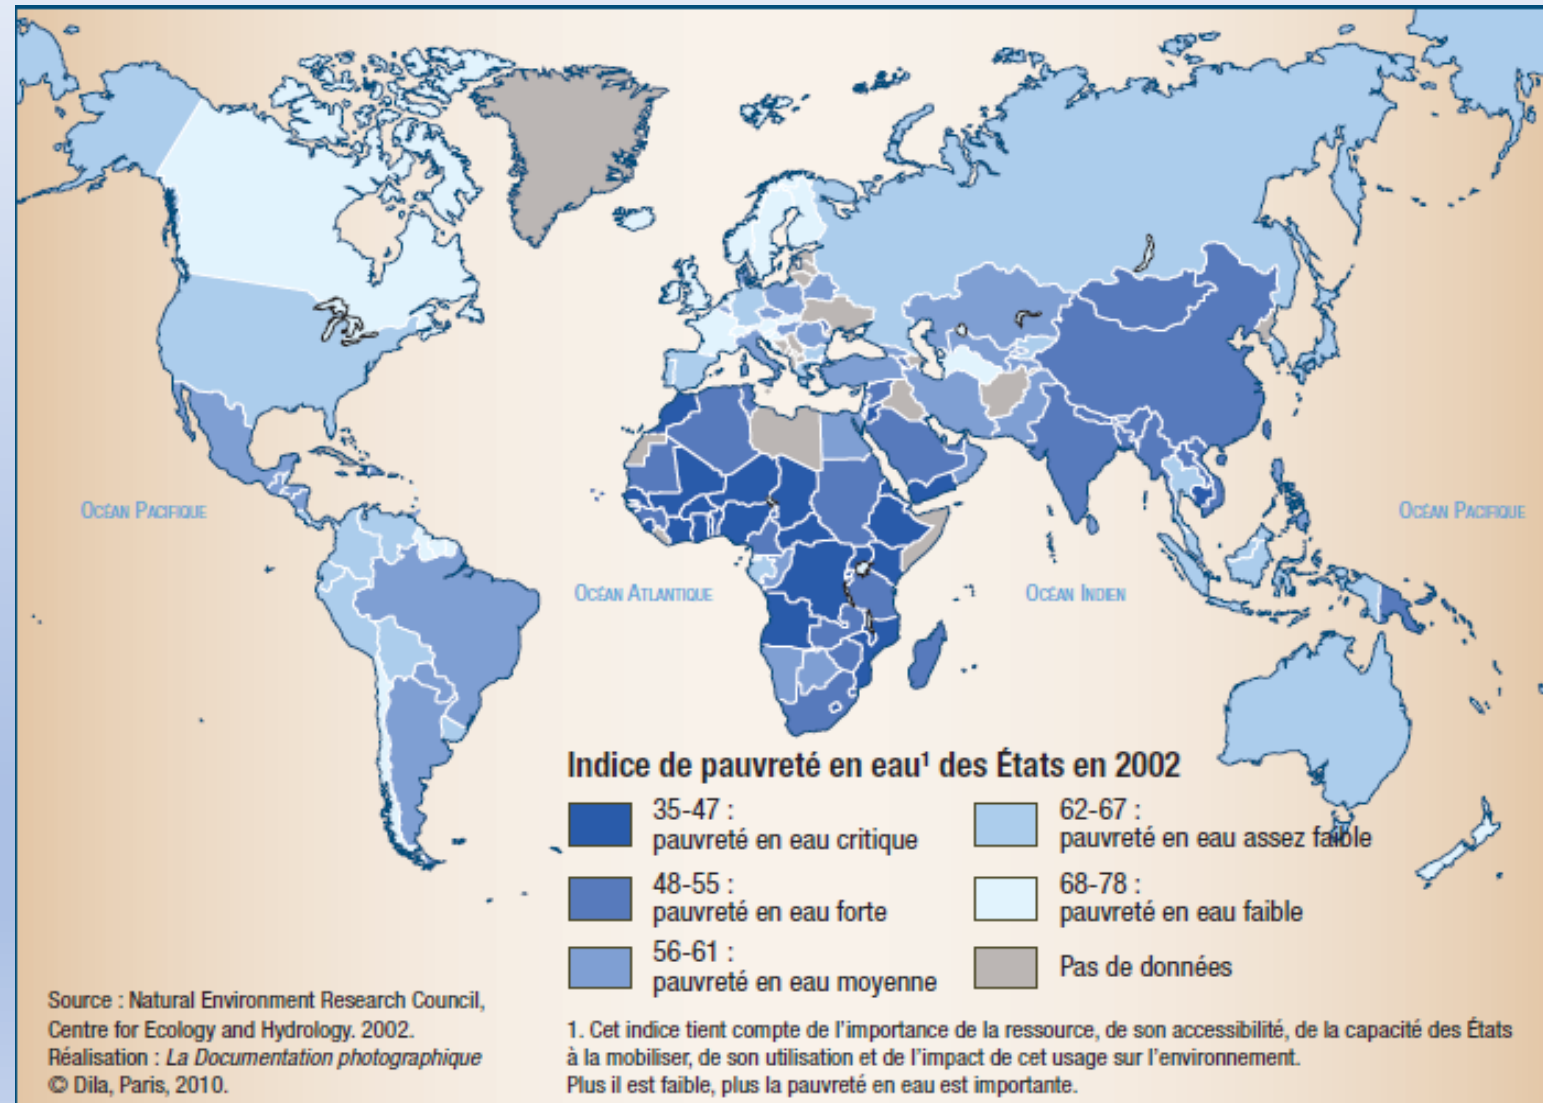 Océan Pacifique
Océan Pacifique
Océan Atlantique
Océan Indien
Indice de pauvreté en eau¹ des États en 2002
35-47 :
pauvreté en eau critique
48-55 :
pauvreté en eau forte
56-61 :
pauvreté en eau moyenne
62-67 :
pauvreté en eau assez faible
68-78 :
pauvreté en eau faible
Pas de données
Source : Natural Environment Research Council,
Centre for Ecology and Hydrology. 2002.
Réalisation : La Documentation photographique
© Dila, Paris, 2010.
1. Cet indice tient compte de l'importance de la ressource, de son accessibilité, de la capacité des États
à la mobiliser, de son utilisation et de l'impact de cet usage sur l'environnement.
Plus il est faible, plus la pauvreté en eau est importante.